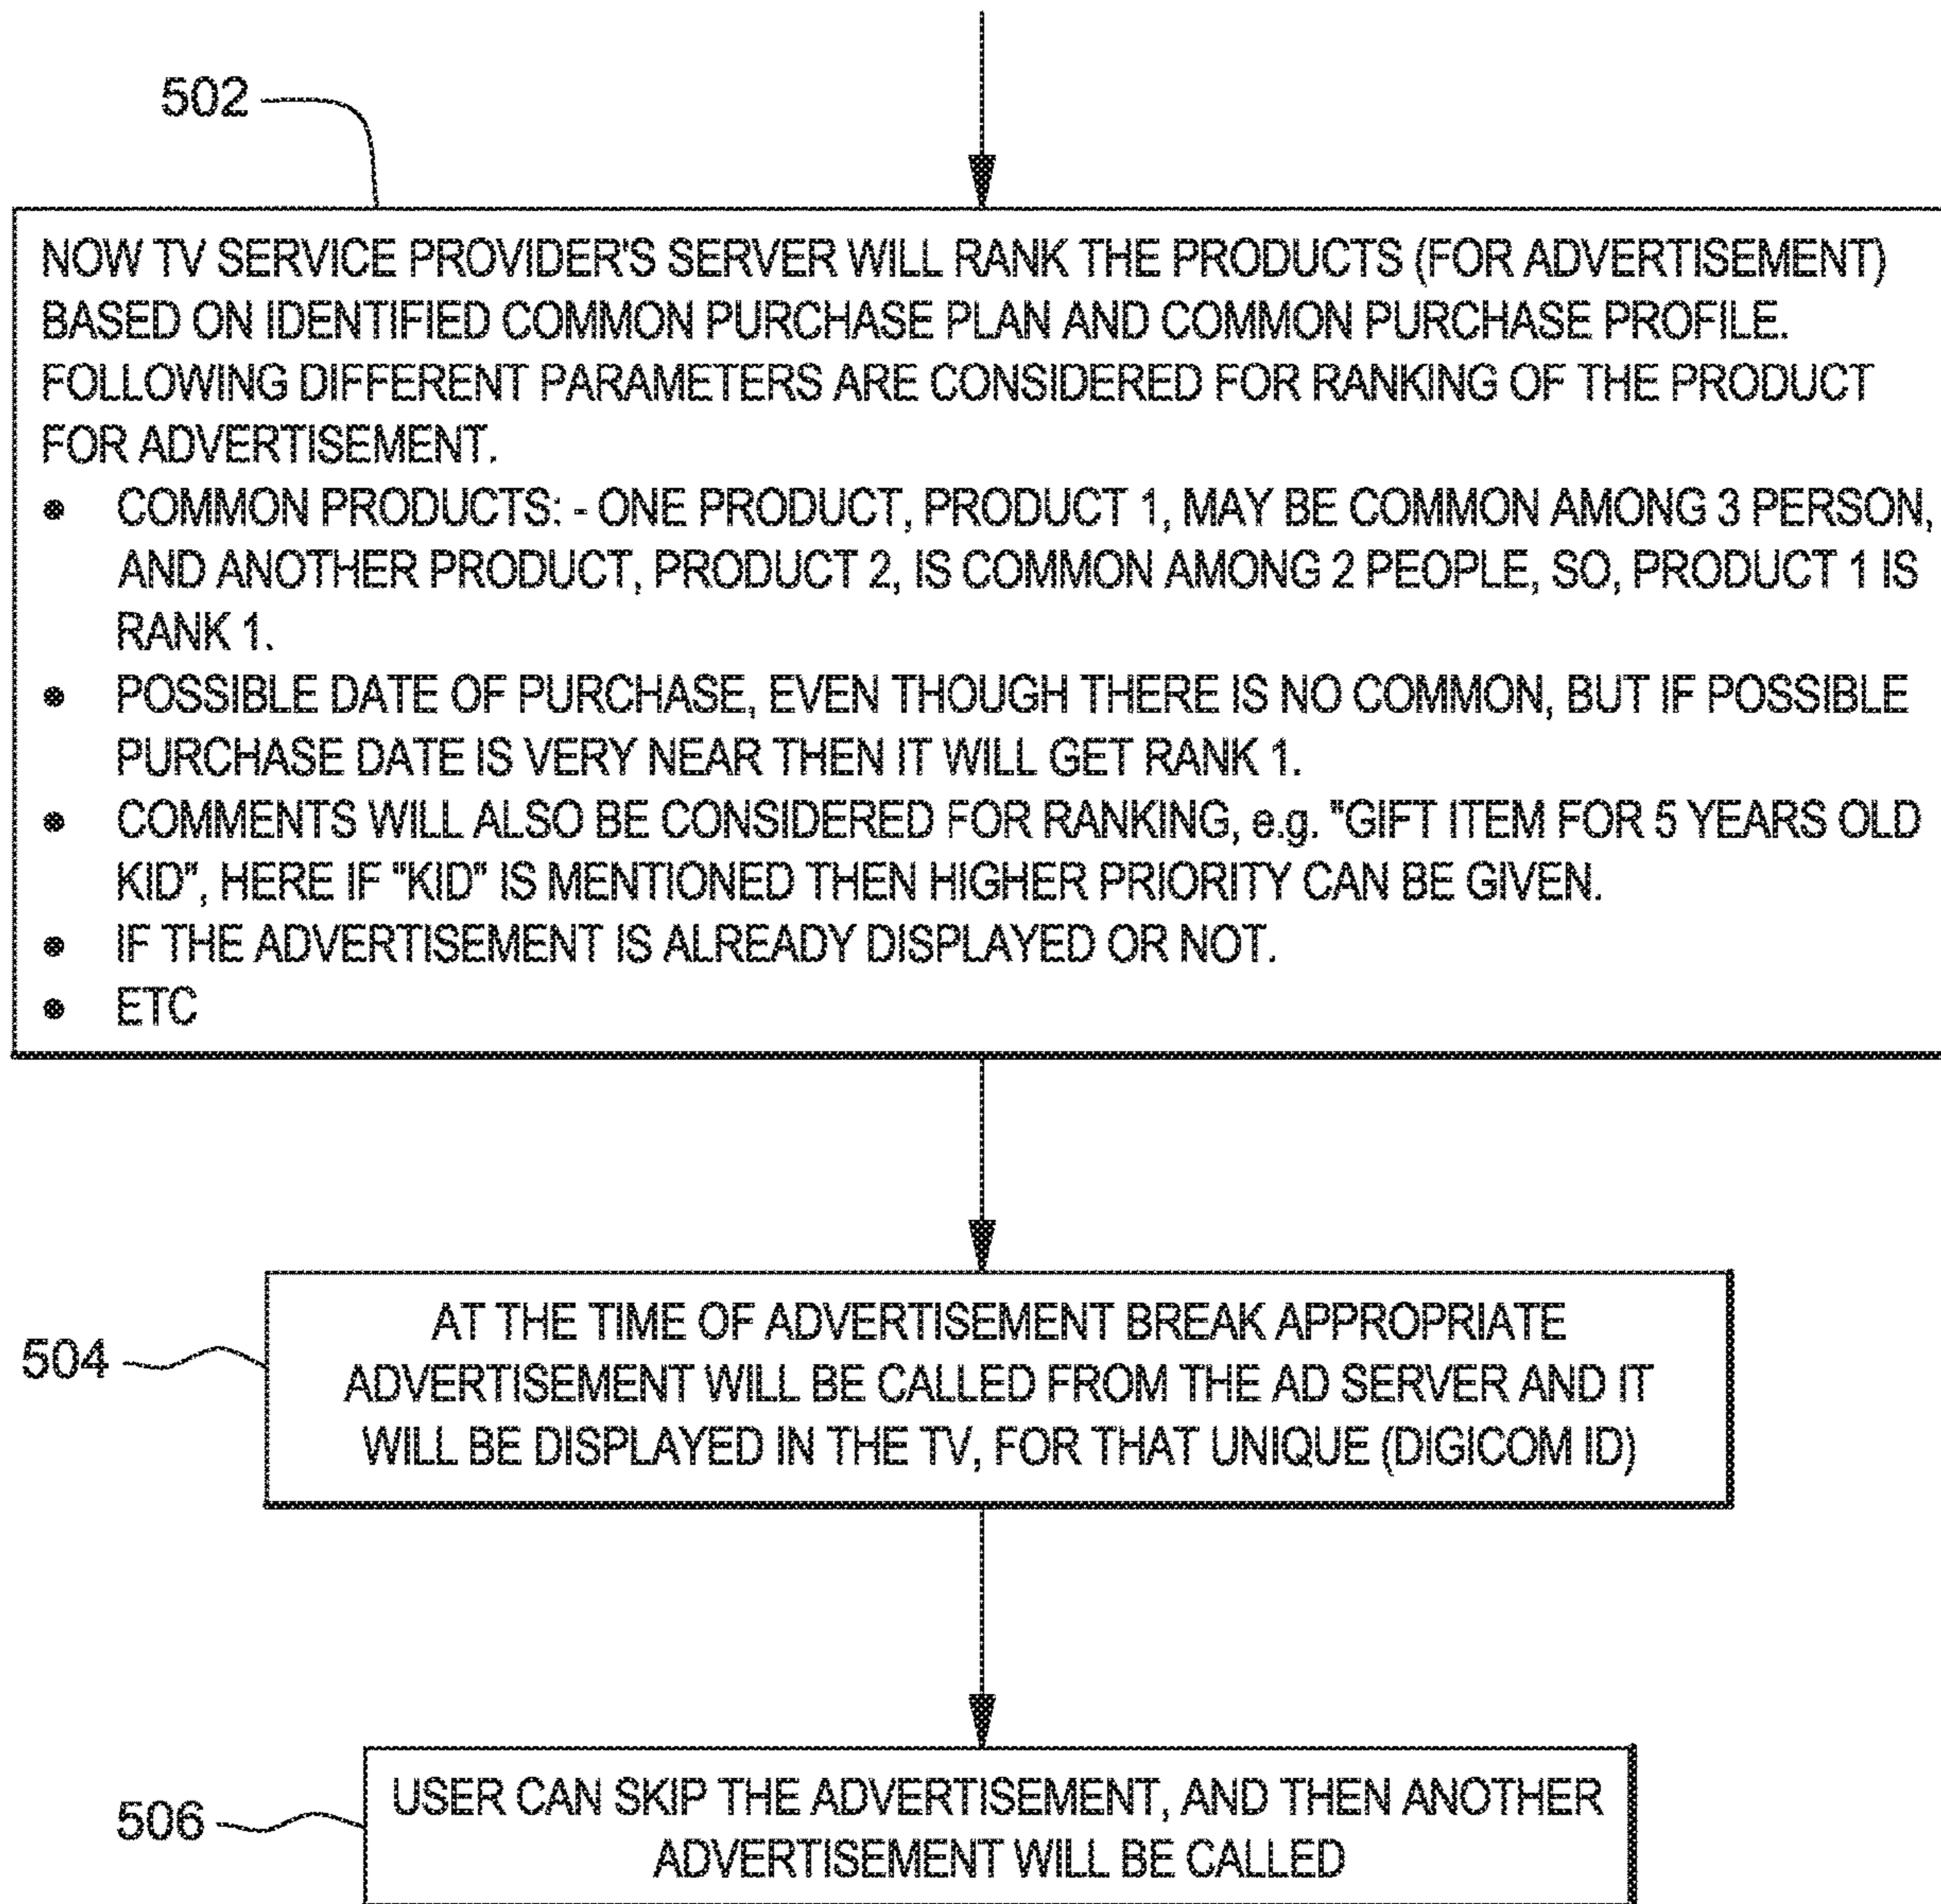 502
NOW TV SERVICE PROVIDER'S SERVER WILL RANK THE PRODUCTS (FOR ADVERTISEMENT)
BASED ON IDENTIFIED COMMON PURCHASE PLAN AND COMMON PURCHASE PROFILE.
FOLLOWING DIFFERENT PARAMETERS ARE CONSIDERED FOR RANKING OF THE PRODUCT
FOR ADVERTISEMENT.
• COMMON PRODUCTS: - ONE PRODUCT, PRODUCT 1, MAY BE COMMON AMONG 3 PERSON,
AND ANOTHER PRODUCT, PRODUCT 2, IS COMMON AMONG 2 PEOPLE, SO, PRODUCT 1 IS
RANK 1.
• POSSIBLE DATE OF PURCHASE, EVEN THOUGH THERE IS NO COMMON, BUT IF POSSIBLE
PURCHASE DATE IS VERY NEAR THEN IT WILL GET RANK 1.
• COMMENTS WILL ALSO BE CONSIDERED FOR RANKING, e.g. "GIFT ITEM FOR 5 YEARS OLD
KID", HERE IF "KID" IS MENTIONED THEN HIGHER PRIORITY CAN BE GIVEN.
• IF THE ADVERTISEMENT IS ALREADY DISPLAYED OR NOT.
• ETC
504
AT THE TIME OF ADVERTISEMENT BREAK APPROPRIATE
ADVERTISEMENT WILL BE CALLED FROM THE AD SERVER AND IT
WILL BE DISPLAYED IN THE TV, FOR THAT UNIQUE (DIGICOM ID)
506
USER CAN SKIP THE ADVERTISEMENT, AND THEN ANOTHER
ADVERTISEMENT WILL BE CALLED